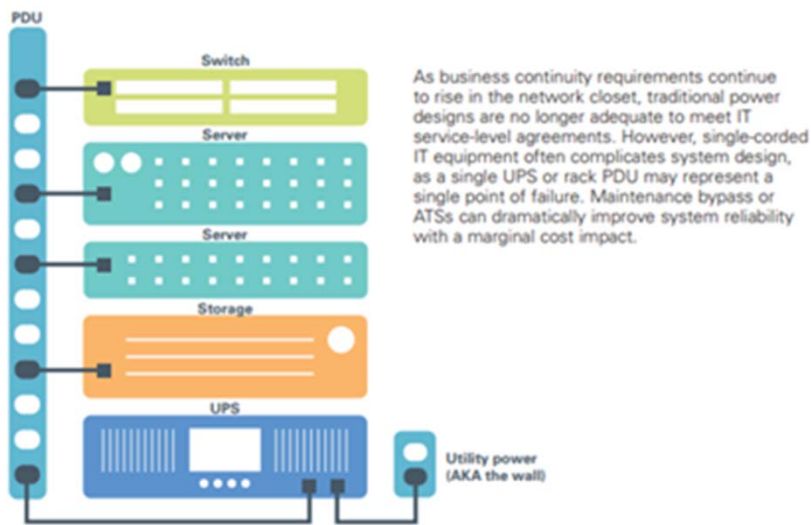 PDU
Switch
Server
Server
Storage
UPS
Utility power
(AKA the wall)
As business continuity requirements continue
to rise in the network closet, traditional power
designs are no longer adequate to meet IT
service-level agreements. However, single-corded
IT equipment often complicates system design,
as a single UPS or rack PDU may represent a
single point of failure. Maintenance bypass or
ATSs can dramatically improve system reliability
with a marginal cost impact.